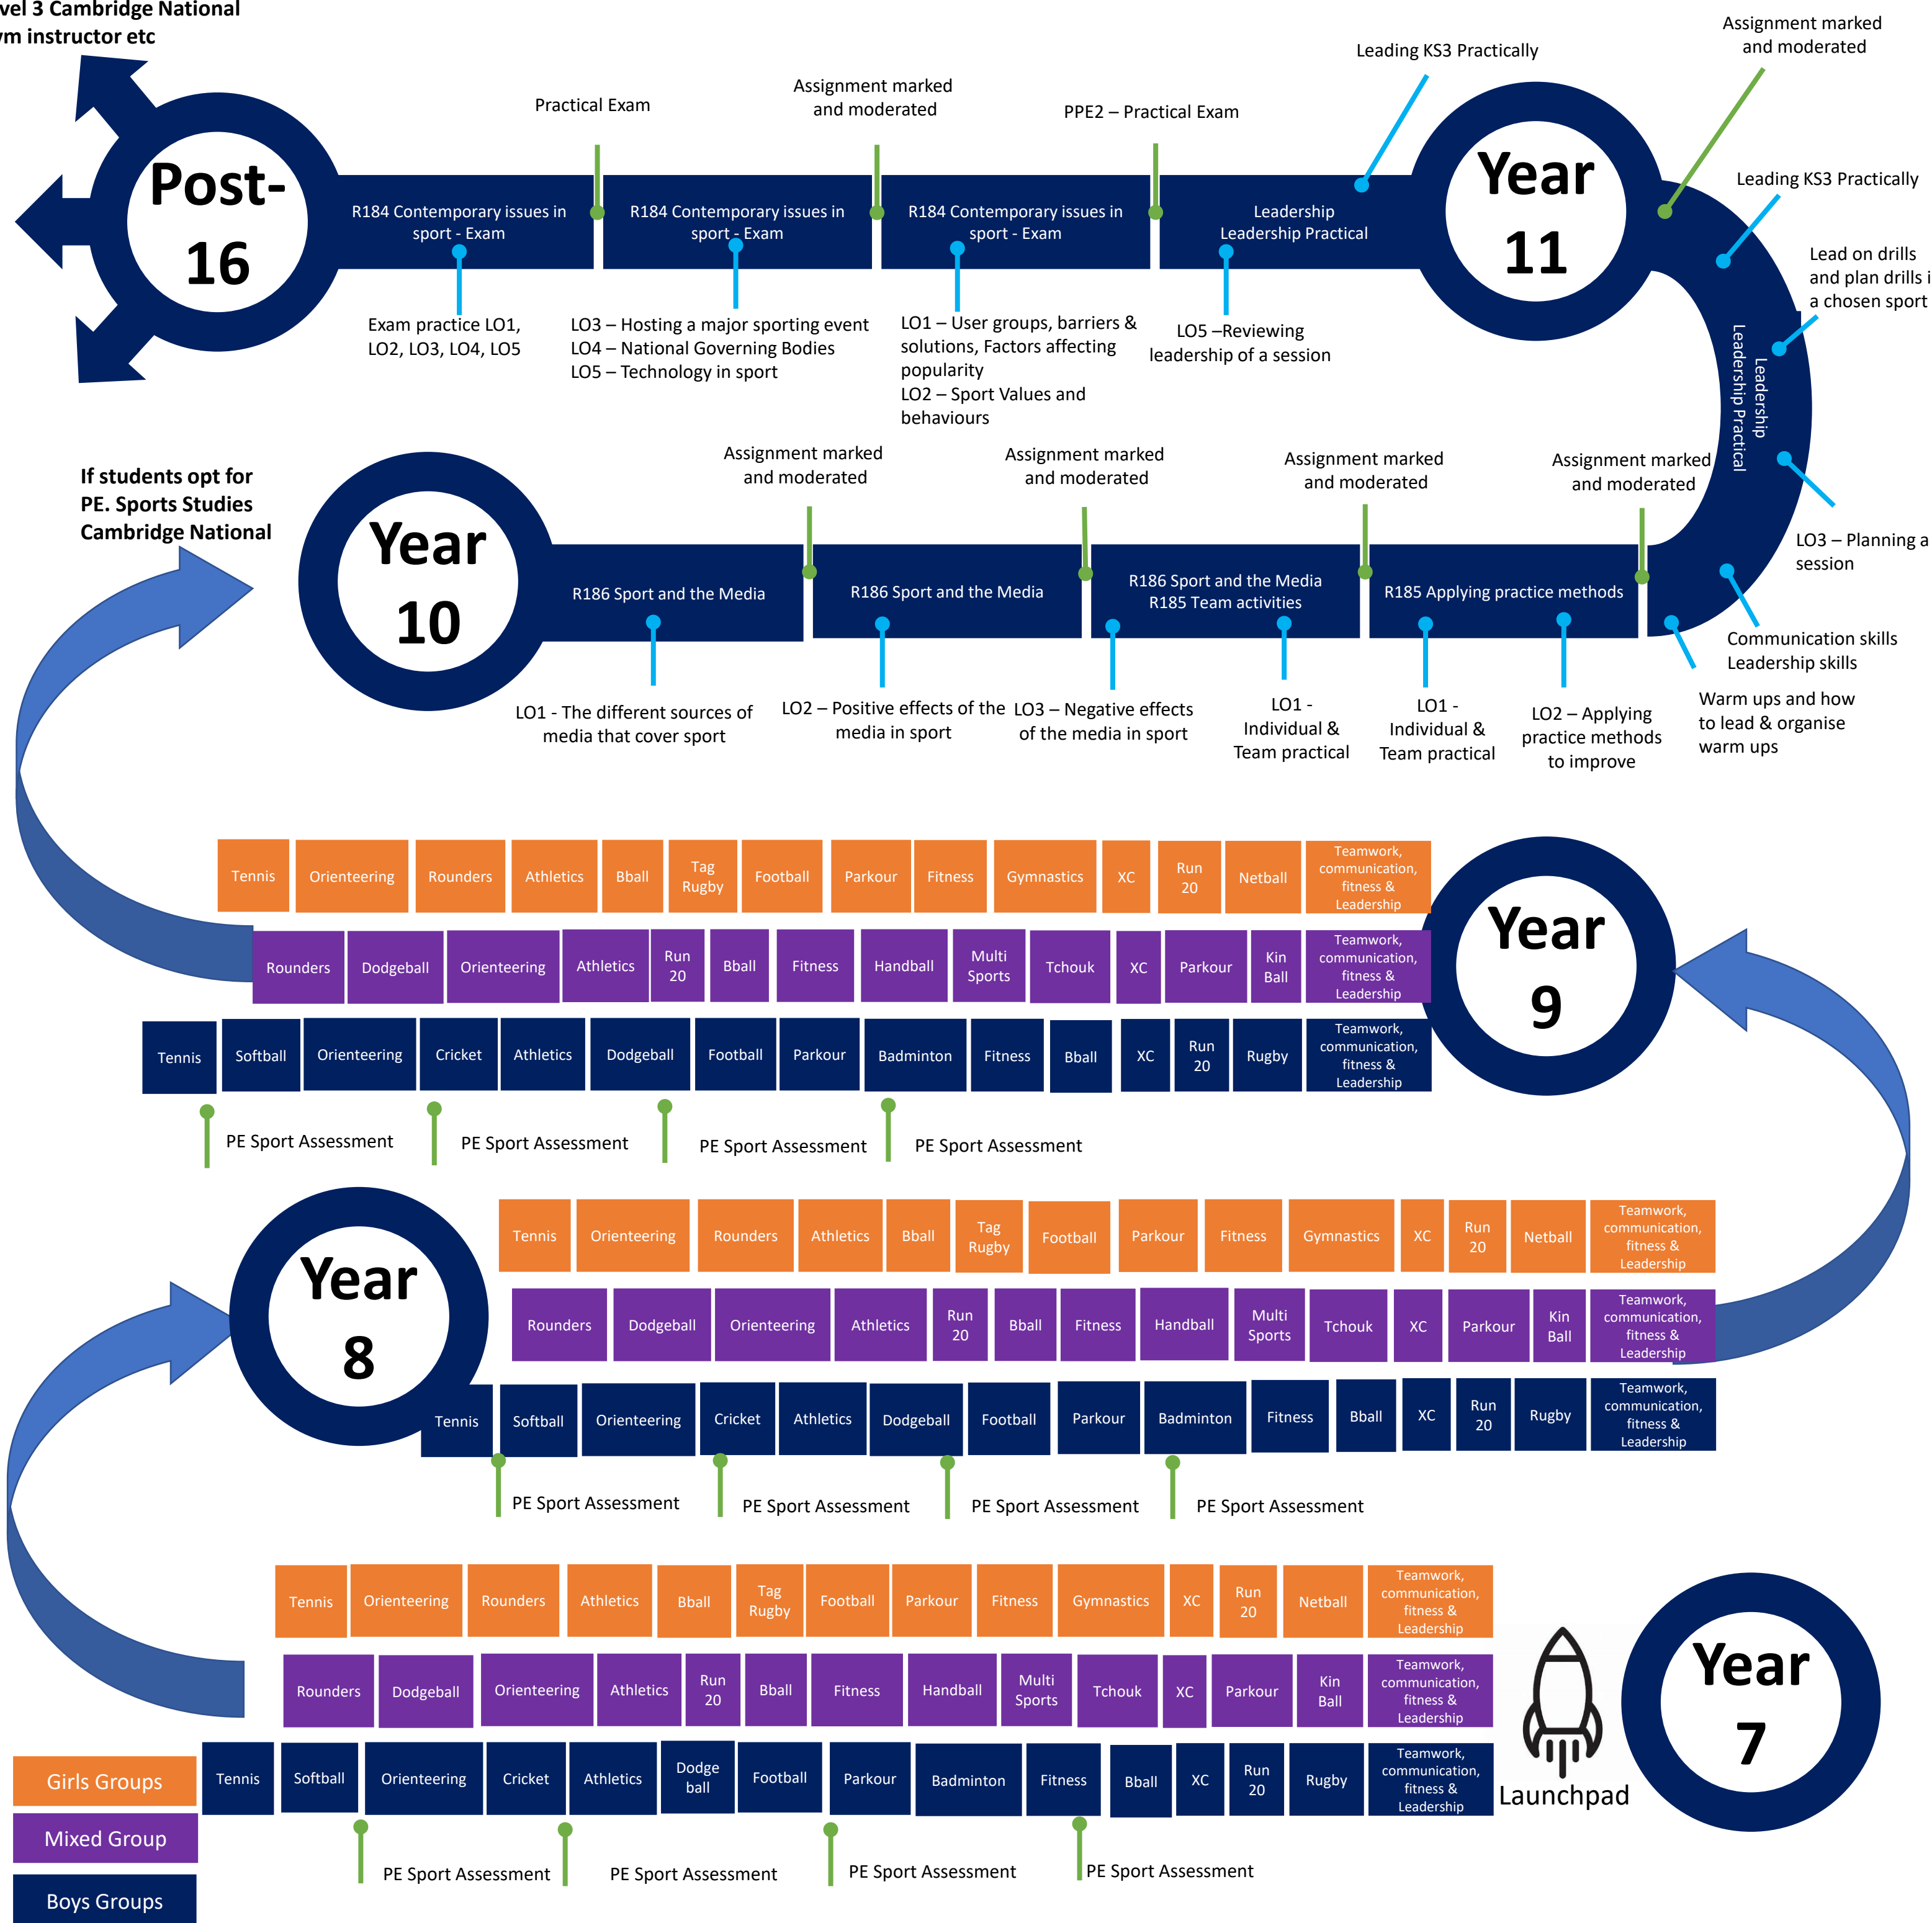 vel 3 Cambridge National
ym instructor etc
Assignment marked
and moderated
Leading KS3 Practically
Assignment marked
and moderated
Practical Exam
PPE2 – Practical Exam
Post-
16
R184 Contemporary issues in
sport - Exam
R184 Contemporary issues in
sport - Exam
R184 Contemporary issues in
sport - Exam
Leadership
Leadership Practical
Year
11
Leading KS3 Practically
Lead on drills
and plan drills i
a chosen sport
Exam practice LO1,
LO2, LO3, LO4, LO5
LO3 – Hosting a major sporting event
LO4 – National Governing Bodies
LO5 – Technology in sport
LO1 – User groups, barriers &
solutions, Factors affecting
popularity
LO2 – Sport Values and
behaviours
LO5 –Reviewing
leadership of a session
Leadership
Leadership Practical
LO3 – Planning a
session
Communication skills
Leadership skills
Warm ups and how
to lead & organise
warm ups
If students opt for
PE. Sports Studies
Cambridge National
Assignment marked
and moderated
Assignment marked
and moderated
Assignment marked
and moderated
Assignment marked
and moderated
Year
10
R186 Sport and the Media
R186 Sport and the Media
R186 Sport and the Media
R185 Team activities
R185 Applying practice methods
LO1 - The different sources of
media that cover sport
LO2 – Positive effects of the
media in sport
LO3 – Negative effects
of the media in sport
LO1 -
Individual &
Team practical
LO1 -
Individual &
Team practical
LO2 – Applying
practice methods
to improve
Tennis
Orienteering
Rounders
Athletics
Bball
Tag
Rugby
Football
Parkour
Fitness
Gymnastics
XC
Run
20
Netball
Teamwork,
communication,
fitness &
Leadership
Rounders
Dodgeball
Orienteering
Athletics
Run
20
Bball
Fitness
Handball
Multi
Sports
Tchouk
XC
Parkour
Kin
Ball
Teamwork,
communication,
fitness &
Leadership
Tennis
Softball
Orienteering
Cricket
Athletics
Dodgeball
Football
Parkour
Badminton
Fitness
Bball
XC
Run
20
Rugby
Teamwork,
communication,
fitness &
Leadership
Year
9
PE Sport Assessment
PE Sport Assessment
PE Sport Assessment
PE Sport Assessment
Year
8
Tennis
Orienteering
Rounders
Athletics
Bball
Tag
Rugby
Football
Parkour
Fitness
Gymnastics
XC
Run
20
Netball
Teamwork,
communication,
fitness &
Leadership
Rounders
Dodgeball
Orienteering
Athletics
Run
20
Bball
Fitness
Handball
Multi
Sports
Tchouk
XC
Parkour
Kin
Ball
Teamwork,
communication,
fitness &
Leadership
Tennis
Softball
Orienteering
Cricket
Athletics
Dodgeball
Football
Parkour
Badminton
Fitness
Bball
XC
Run
20
Rugby
Teamwork,
communication,
fitness &
Leadership
PE Sport Assessment
PE Sport Assessment
PE Sport Assessment
PE Sport Assessment
Tennis
Orienteering
Rounders
Athletics
Bball
Tag
Rugby
Football
Parkour
Fitness
Gymnastics
XC
Run
20
Netball
Teamwork,
communication,
fitness &
Leadership
Rounders
Dodgeball
Orienteering
Athletics
Run
20
Bball
Fitness
Handball
Multi
Sports
Tchouk
XC
Parkour
Kin
Ball
Teamwork,
communication,
fitness &
Leadership
Tennis
Softball
Orienteering
Cricket
Athletics
Dodge
ball
Football
Parkour
Badminton
Fitness
Bball
XC
Run
20
Rugby
Teamwork,
communication,
fitness &
Leadership
Launchpad
Year
7
Girls Groups
Mixed Group
Boys Groups
PE Sport Assessment
PE Sport Assessment
PE Sport Assessment
PE Sport Assessment